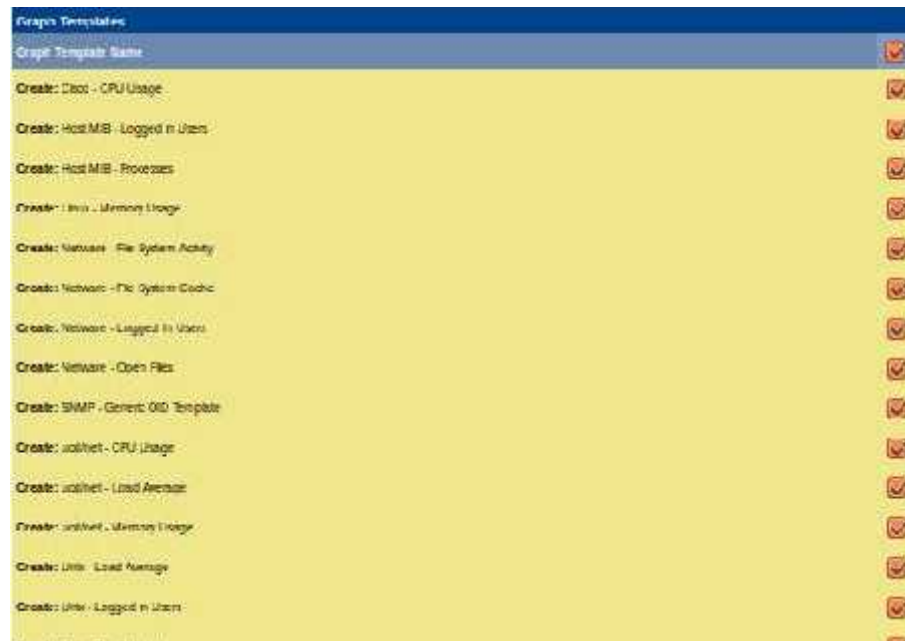 Graph Templates
Graph Template Name
Create: Cisco - CPU Usage
Create: Host MIB - Logged in Users
Create: Host MIB - Processes
Create: Linux - Memory Usage
Create: Netware - File System Activity
Create: Netware - File System Cache
Create: Netware - Logged In Users
Create: Netware - Open Files
Create: SNMP - Generic OID Template
Create: ucd/net - CPU Usage
Create: ucd/net - Load Average
Create: ucd/net - Memory Usage
Create: Unix - Load Average
Create: Unix - Logged in Users